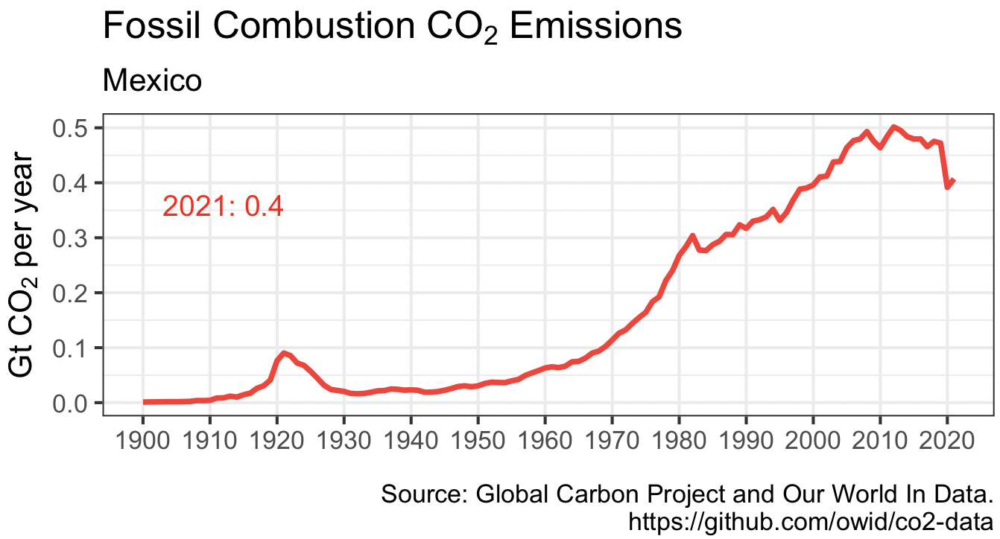 Fossil Combustion CO₂ Emissions
Mexico
Gt CO₂ per year
0.5
0.4
0.3
0.2
0.1
0.0
2021: 0.4
1900 1910 1920 1930 1940 1950 1960 1970 1980 1990 2000 2010 2020
Source: Global Carbon Project and Our World In Data.
https://github.com/owid/co2-data